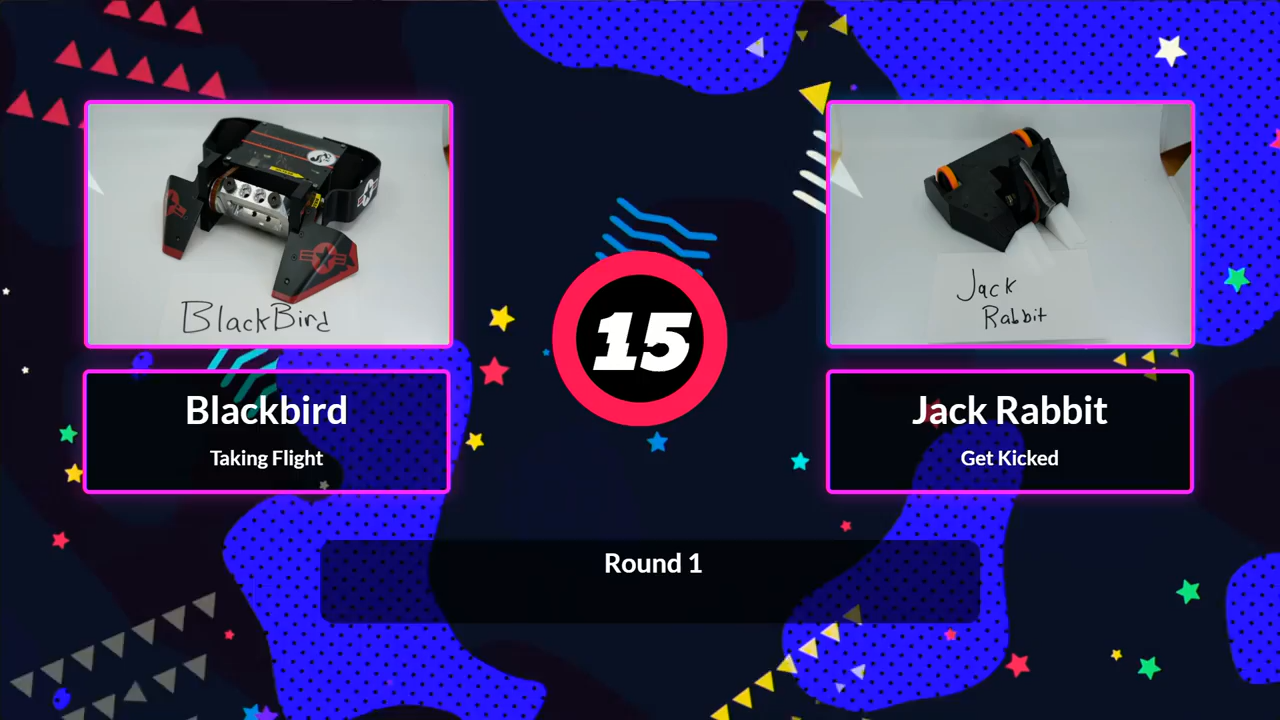 BlackBird
Jack
Rabbit
15
Blackbird
Taking Flight
Jack Rabbit
Get Kicked
Round 1